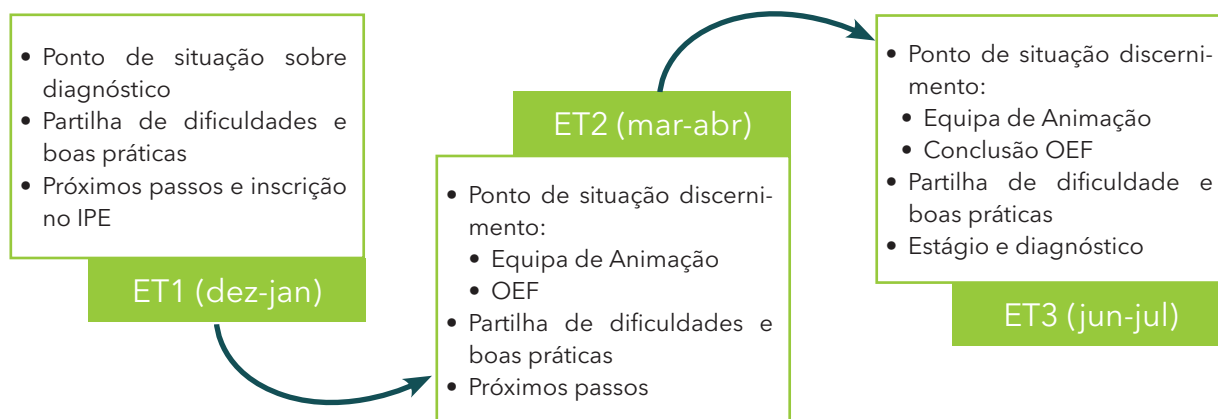 • Ponto de situação sobre
diagnóstico
• Partilha de dificuldades e
boas práticas
• Próximos passos e inscrição
no IPE
ET1 (dez-jan)
ET2 (mar-abr)
• Ponto de situação discerni-
mento:
• Equipa de Animação
• OEF
• Partilha de dificuldades e
boas práticas
• Próximos passos
• Ponto de situação discerni-
mento:
• Equipa de Animação
• Conclusão OEF
• Partilha de dificuldade e
boas práticas
• Estágio e diagnóstico
ET3 (jun-jul)